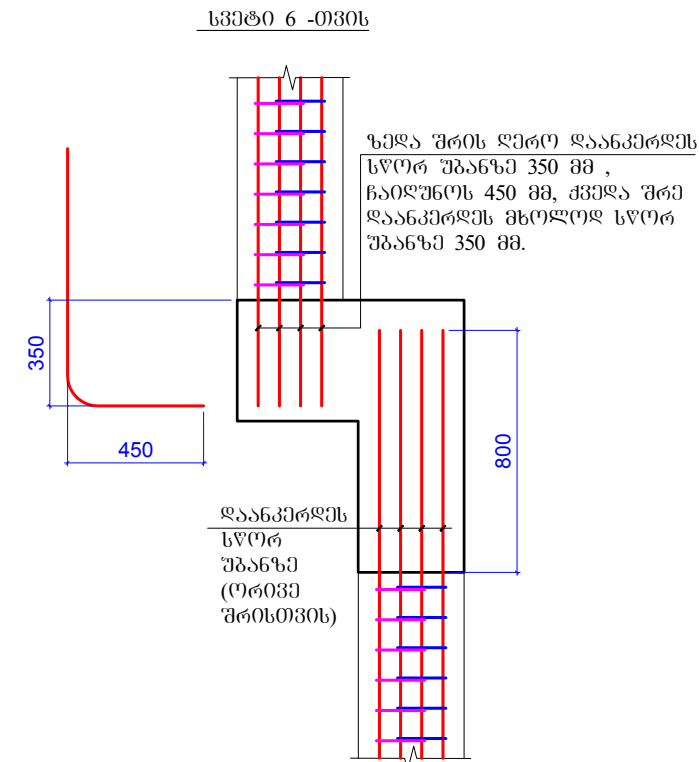 სვეტი 6 -თვის
ზედა შრის ღერო დაანკერდეს
სწორ უბანზე 350 მმ ,
ჩაიღუნოს 450 მმ, ქვედა შრე
დაანკერდეს მხოლოდ სწორ
უბანზე 350 მმ.
350
450
800
დაანკერდეს
სწორ
უბანზე
(ორივე
შრისთვის)